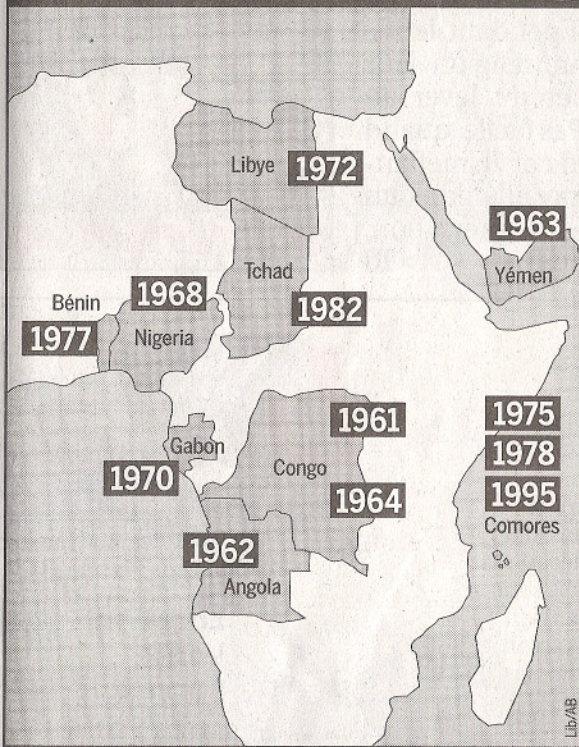 Libye
1972
1963
Yémen
Tchad
1982
Bénin
1968
1977
Nigeria
1961
1975
Gabon
Congo
1978
1970
1964
1995
Comores
1962
Angola
Lib/AB